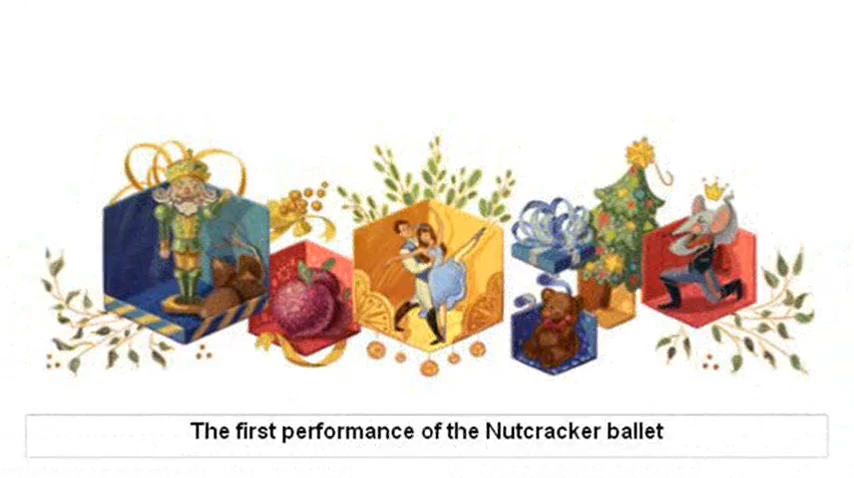 The first performance of the Nutcracker ballet